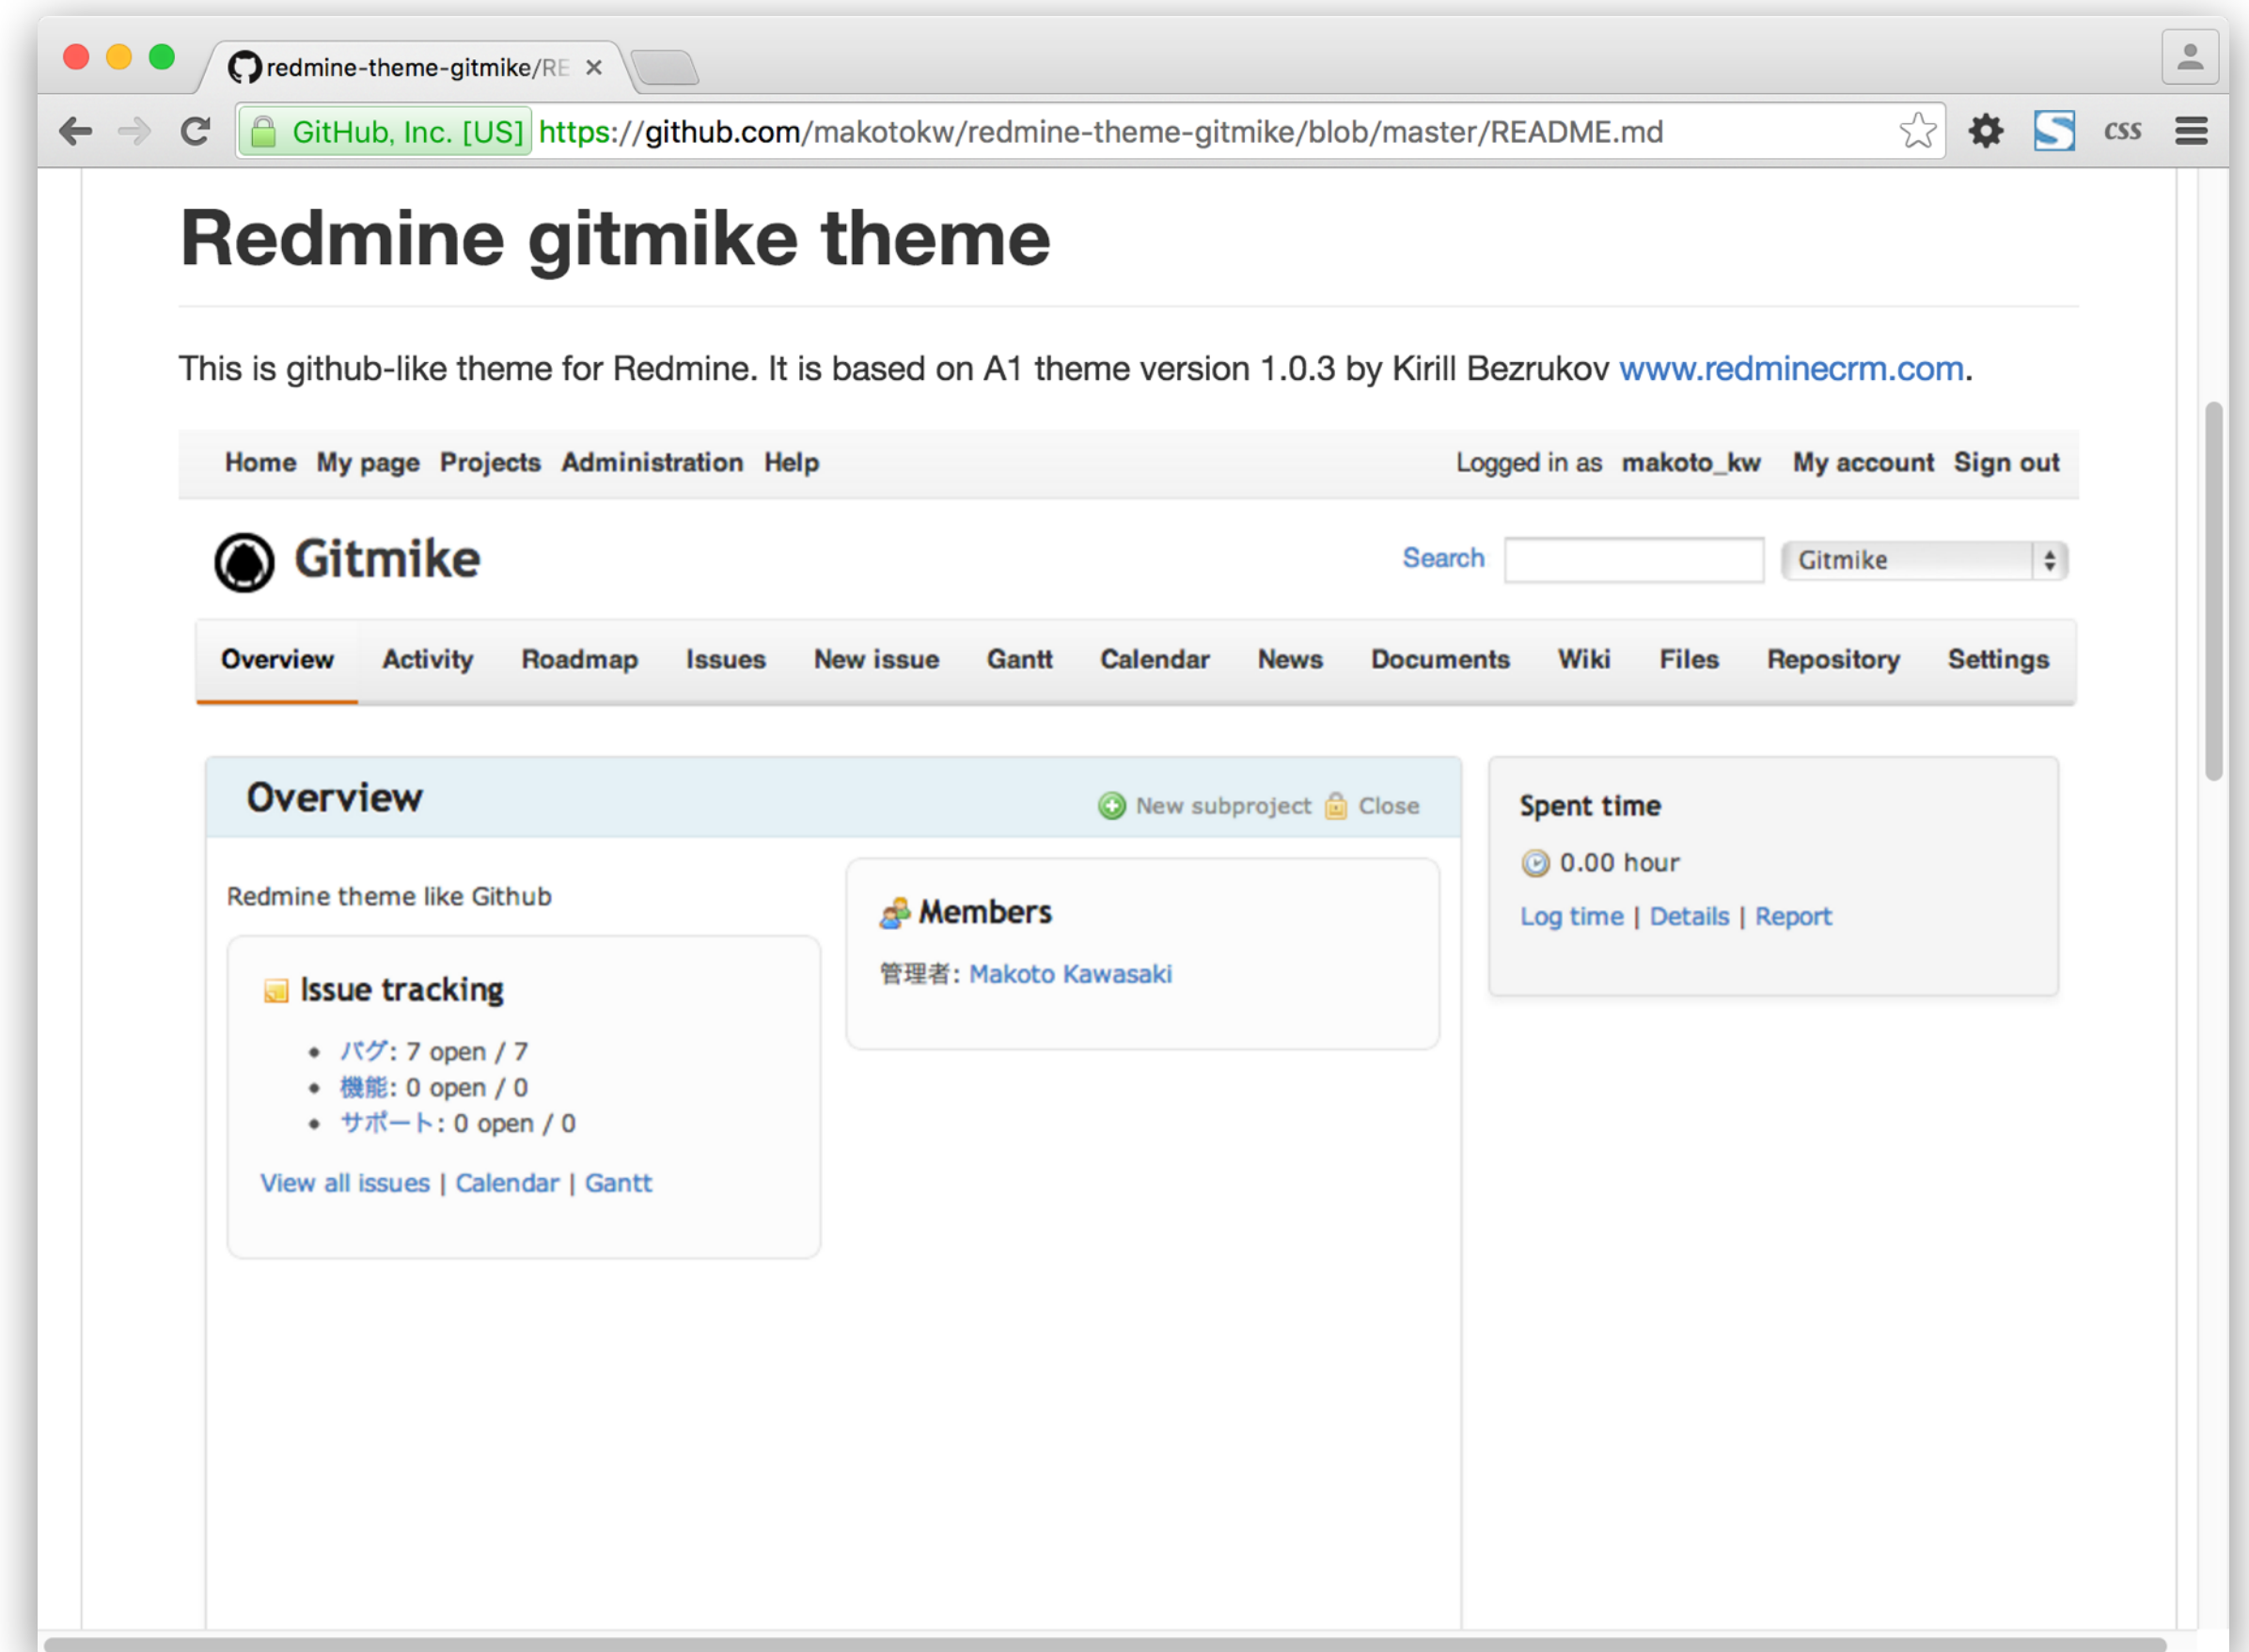 redmine-theme-gitmike/RE
GitHub, Inc. [US] https://github.com/makotokw/redmine-theme-gitmike/blob/master/README.md
css
Redmine gitmike theme
This is github-like theme for Redmine. It is based on A1 theme version 1.0.3 by Kirill Bezrukov www.redminecrm.com.
Home My page Projects Administration Help
Logged in as makoto_kw My account Sign out
Gitmike
Search
Gitmike
Overview Activity Roadmap Issues New issue Gantt Calendar News Documents Wiki Files Repository Settings
Overview
New subproject Close
Redmine theme like Github
Issue tracking
バグ: 7 open / 7
機能: 0 open / 0
サポート: 0 open / 0
View all issues | Calendar | Gantt
Members
管理者: Makoto Kawasaki
Spent time
0.00 hour
Log time | Details | Report